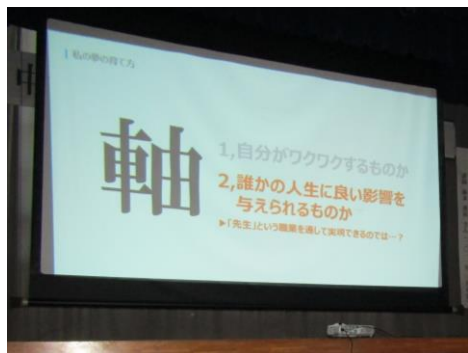 私の夢の育て方
軸
1,自分がワクワクするものか
2,誰かの人生に良い影響を
与えられるものか
▶「先生」という職業を通して実現できるのでは…?
中